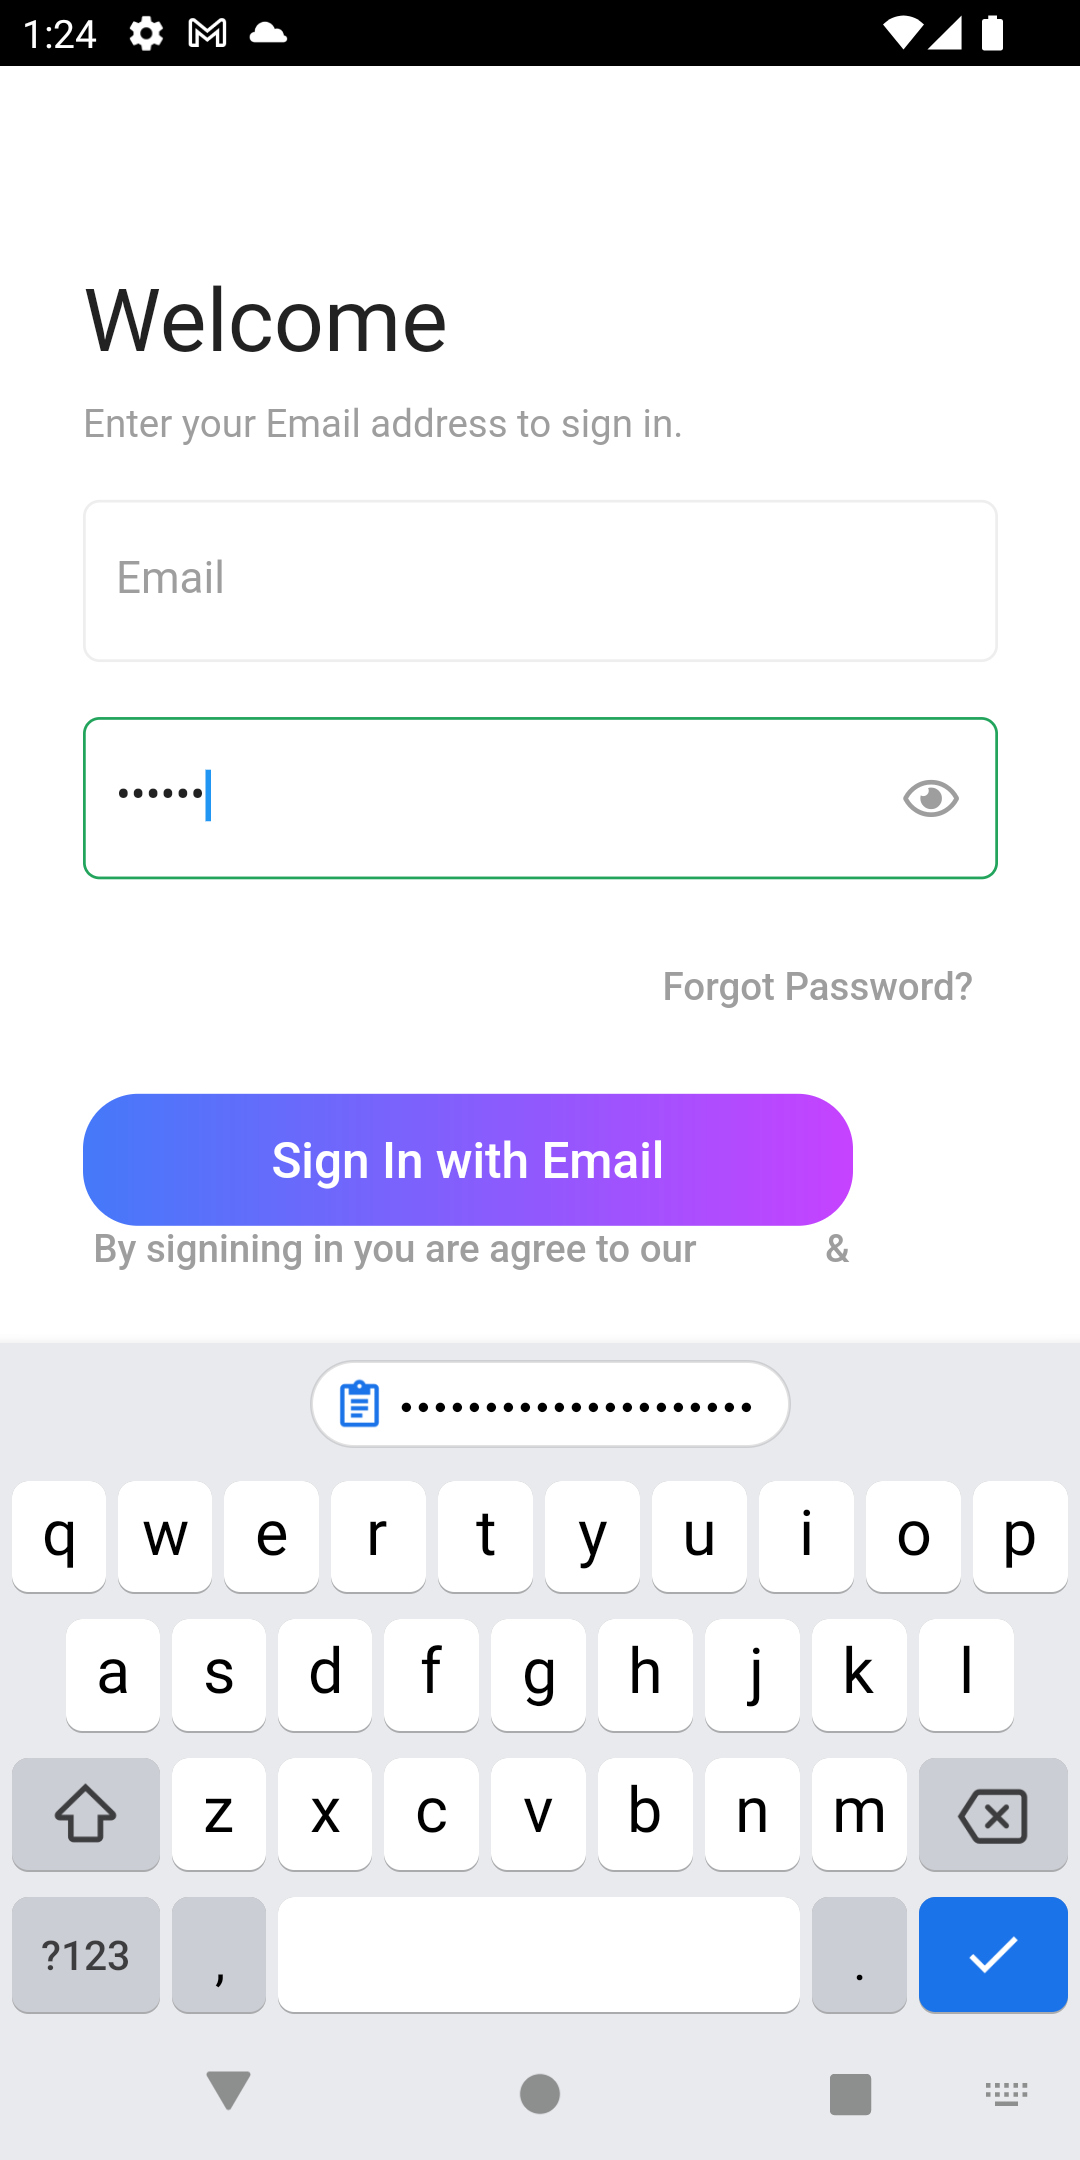 1:24
Welcome
Enter your Email address to sign in.
Email
••••••
Forgot Password?
Sign In with Email
By signining in you are agree to our &
•••••••••••••••••••••
q w e r t y u i o p
a s d f g h j k l
z x c v b n m
?123 , .